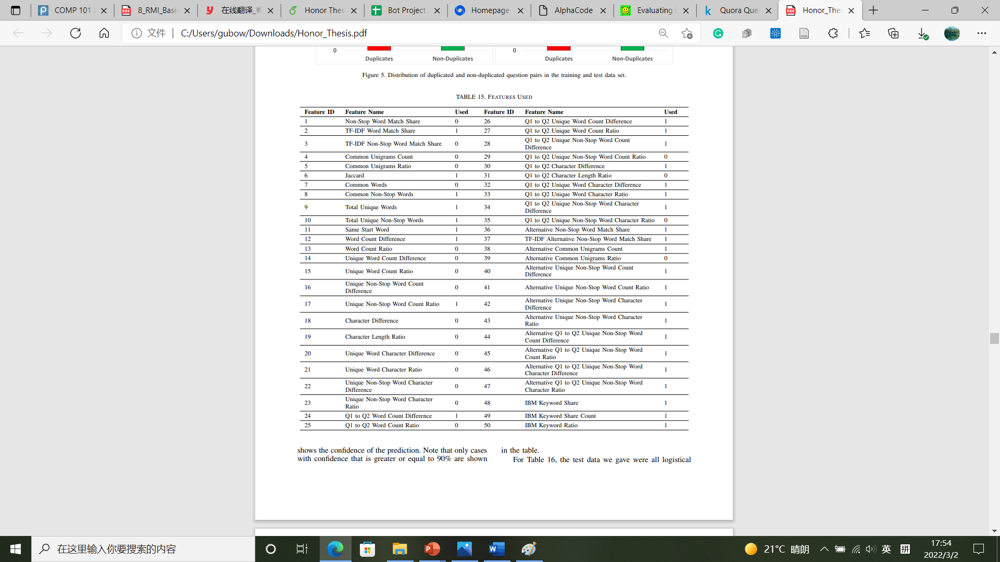 COMP 101
8_RMI_Basi
在线翻译_有
Honor Thes
Bot Project
Homepage
AlphaCode
Evaluating
Quora Que
Honor_Thes
文件
C:/Users/gubow/Downloads/Honor_Thesis.pdf
0
0
Duplicates
Non-Duplicates
Duplicates
Non-Duplicates
Figure 5. Distribution of duplicated and non-duplicated question pairs in the training and test data set.
TABLE 15. FEATURES USED
Feature ID Feature Name Used Feature ID Feature Name Used
1 Non-Stop Word Match Share 0 26 Q1 to Q2 Unique Word Count Difference 1
2 TF-IDF Word Match Share 1 27 Q1 to Q2 Unique Word Count Ratio 1
3 TF-IDF Non-Stop Word Match Share 0 28 Q1 to Q2 Unique Non-Stop Word Count
Difference 1
4 Common Unigrams Count 0 29 Q1 to Q2 Unique Non-Stop Word Count Ratio 0
5 Common Unigrams Ratio 0 30 Q1 to Q2 Character Difference 1
6 Jaccard 1 31 Q1 to Q2 Character Length Ratio 0
7 Common Words 0 32 Q1 to Q2 Unique Word Character Difference 1
8 Common Non-Stop Words 1 33 Q1 to Q2 Unique Word Character Ratio 1
9 Total Unique Words 1 34 Q1 to Q2 Unique Non-Stop Word Character
Difference 1
10 Total Unique Non-Stop Words 1 35 Q1 to Q2 Unique Non-Stop Word Character Ratio 0
11 Same Start Word 1 36 Alternative Non-Stop Word Match Share 1
12 Word Count Difference 1 37 TF-IDF Alternative Non-Stop Word Match Share 1
13 Word Count Ratio 0 38 Alternative Common Unigrams Count 1
14 Unique Word Count Difference 0 39 Alternative Common Unigrams Ratio 0
15 Unique Word Count Ratio 0 40 Alternative Unique Non-Stop Word Count
Difference 1
16 Unique Non-Stop Word Count
Difference 0 41 Alternative Unique Non-Stop Word Count Ratio 1
17 Unique Non-Stop Word Count Ratio 1 42 Alternative Unique Non-Stop Word Character
Difference 1
18 Character Difference 0 43 Alternative Unique Non-Stop Word Character
Ratio 1
19 Character Length Ratio 0 44 Alternative Q1 to Q2 Unique Non-Stop Word
Count Difference 1
20 Unique Word Character Difference 0 45 Alternative Q1 to Q2 Unique Non-Stop Word
Count Ratio 1
21 Unique Word Character Ratio 0 46 Alternative Q1 to Q2 Unique Non-Stop Word
Character Difference 1
22 Unique Non-Stop Word Character
Difference 0 47 Alternative Q1 to Q2 Unique Non-Stop Word
Character Ratio 1
23 Unique Non-Stop Word Character
Ratio 0 48 IBM Keyword Share 1
24 Q1 to Q2 Word Count Difference 1 49 IBM Keyword Share Count 1
25 Q1 to Q2 Word Count Ratio 0 50 IBM Keyword Ratio 1
shows the confidence of the prediction. Note that only cases
with confidence that is greater or equal to 90% are shown
in the table.
For Table 16, the test data we gave were all logistical
在这里输入你要搜索的内容
21°C 晴朗
英
拼
17:54
2022/3/2